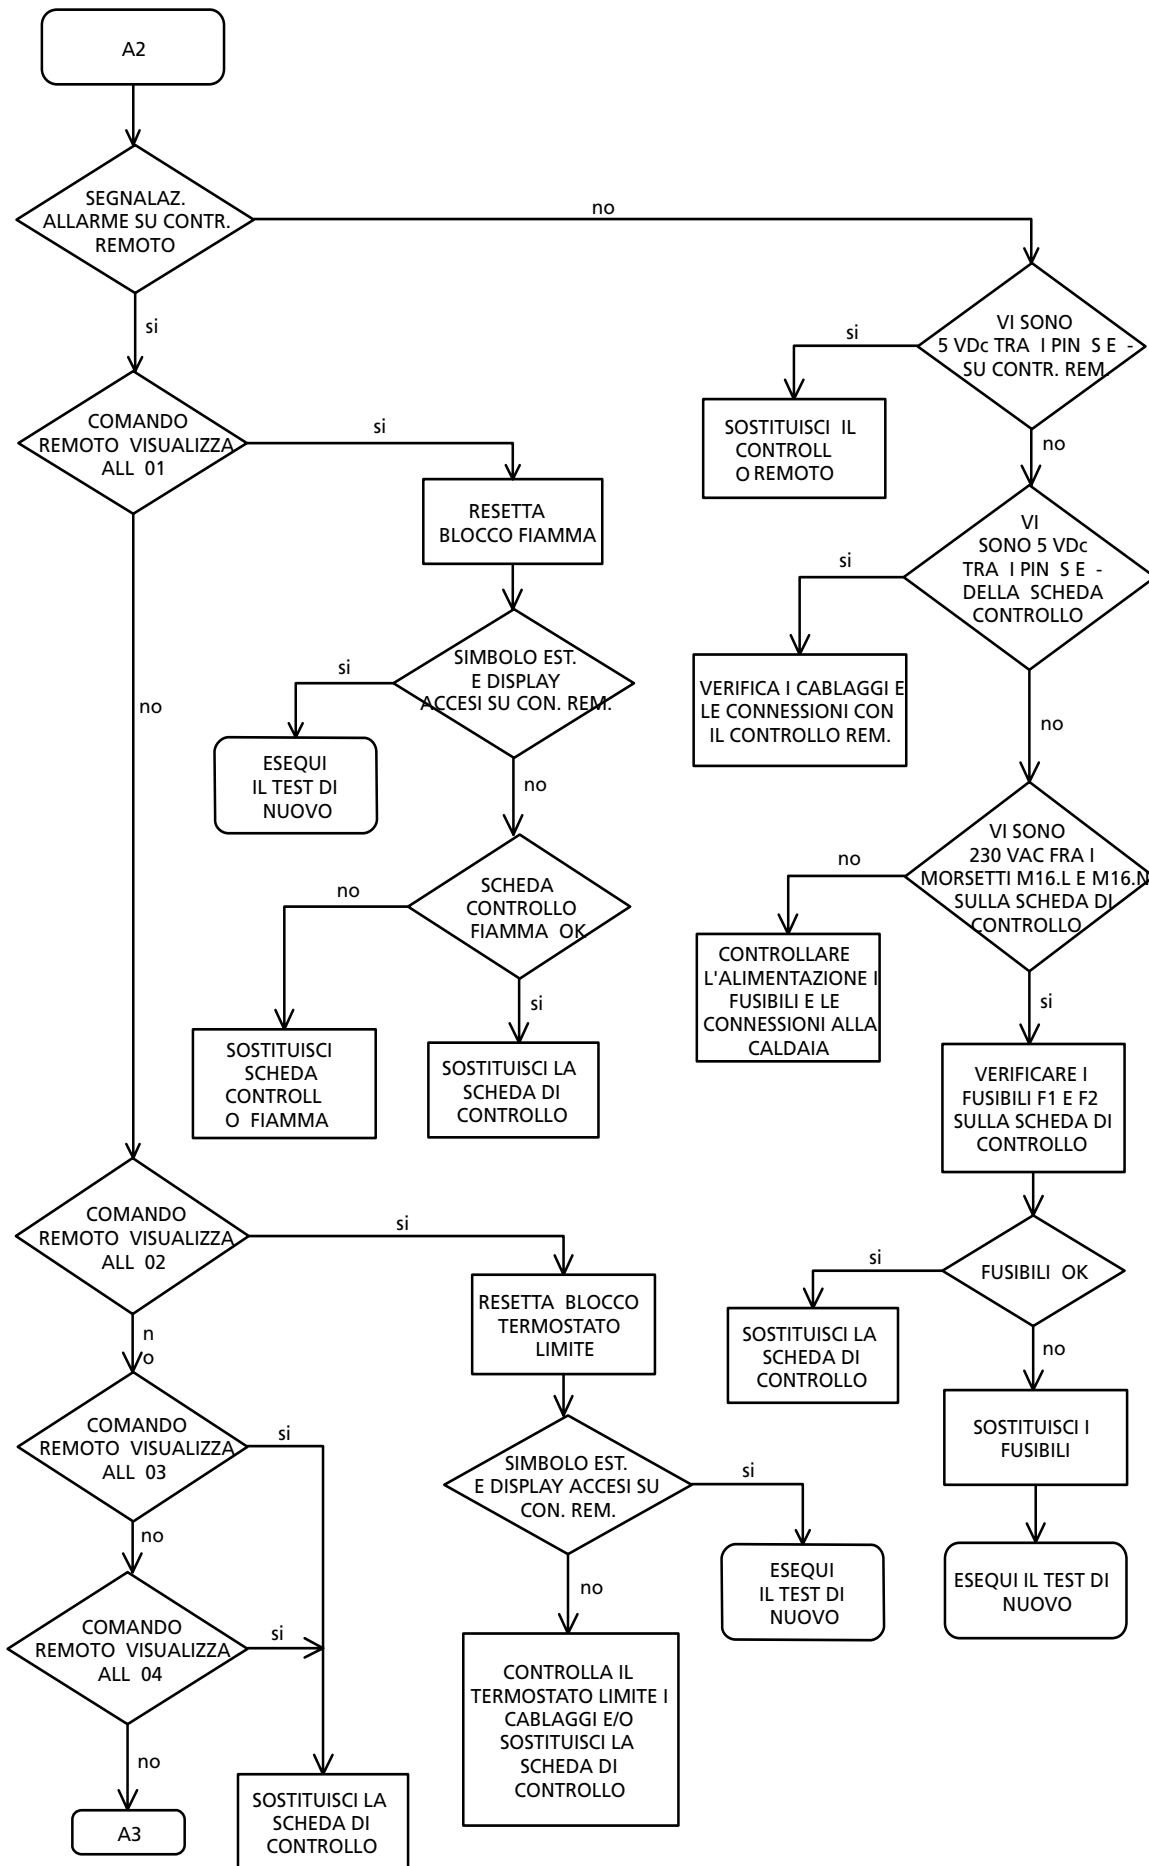 A2
SEGNALAZ.
ALLARME SU CONTR.
REMOTO
no
si
VI SONO
5 VDc TRA I PIN S E -
SU CONTR. REM.
si
no
SOSTITUISCI IL
CONTROLL
O REMOTO
COMANDO
REMOTO VISUALIZZA
ALL 01
si
no
RESETTA
BLOCCO FIAMMA
VI
SONO 5 VDc
TRA I PIN S E -
DELLA SCHEDA
CONTROLLO
si
no
VERIFICA I CABLAGGI E
LE CONNESSIONI CON
IL CONTROLLO REM.
SIMBOLO EST.
E DISPLAY
ACCESI SU CON. REM.
si
no
ESEQUI
IL TEST DI
NUOVO
VI SONO
230 VAC FRA I
MORSETTI M16.L E M16.N
SULLA SCHEDA DI
CONTROLLO
no
si
SCHEDA
CONTROLLO
FIAMMA OK
no
si
CONTROLLARE
L'ALIMENTAZIONE I
FUSIBILI E LE
CONNESSIONI ALLA
CALDAIA
SOSTITUISCI
SCHEDA
CONTROLL
O FIAMMA
SOSTITUISCI LA
SCHEDA DI
CONTROLLO
VERIFICARE I
FUSIBILI F1 E F2
SULLA SCHEDA DI
CONTROLLO
COMANDO
REMOTO VISUALIZZA
ALL 02
si
n
o
FUSIBILI OK
si
no
RESETTA BLOCCO
TERMOSTATO
LIMITE
SOSTITUISCI LA
SCHEDA DI
CONTROLLO
SOSTITUISCI I
FUSIBILI
COMANDO
REMOTO VISUALIZZA
ALL 03
si
no
SIMBOLO EST.
E DISPLAY ACCESI SU
CON. REM.
si
no
ESEQUI
IL TEST DI
NUOVO
ESEQUI IL TEST DI
NUOVO
COMANDO
REMOTO VISUALIZZA
ALL 04
si
no
CONTROLLA IL
TERMOSTATO LIMITE I
CABLAGGI E/O
SOSTITUISCI LA
SCHEDA DI
CONTROLLO
A3
SOSTITUISCI LA
SCHEDA DI
CONTROLLO